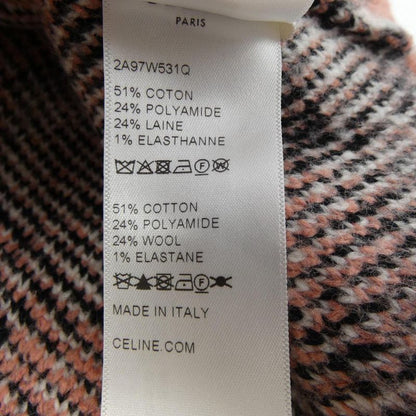 PARIS
2A97W531Q
51% COTON
24% POLYAMIDE
24% LAINE
1% ELASTHANNE
51% COTTON
24% POLYAMIDE
24% WOOL
1% ELASTANE
MADE IN ITALY
CELINE.COM